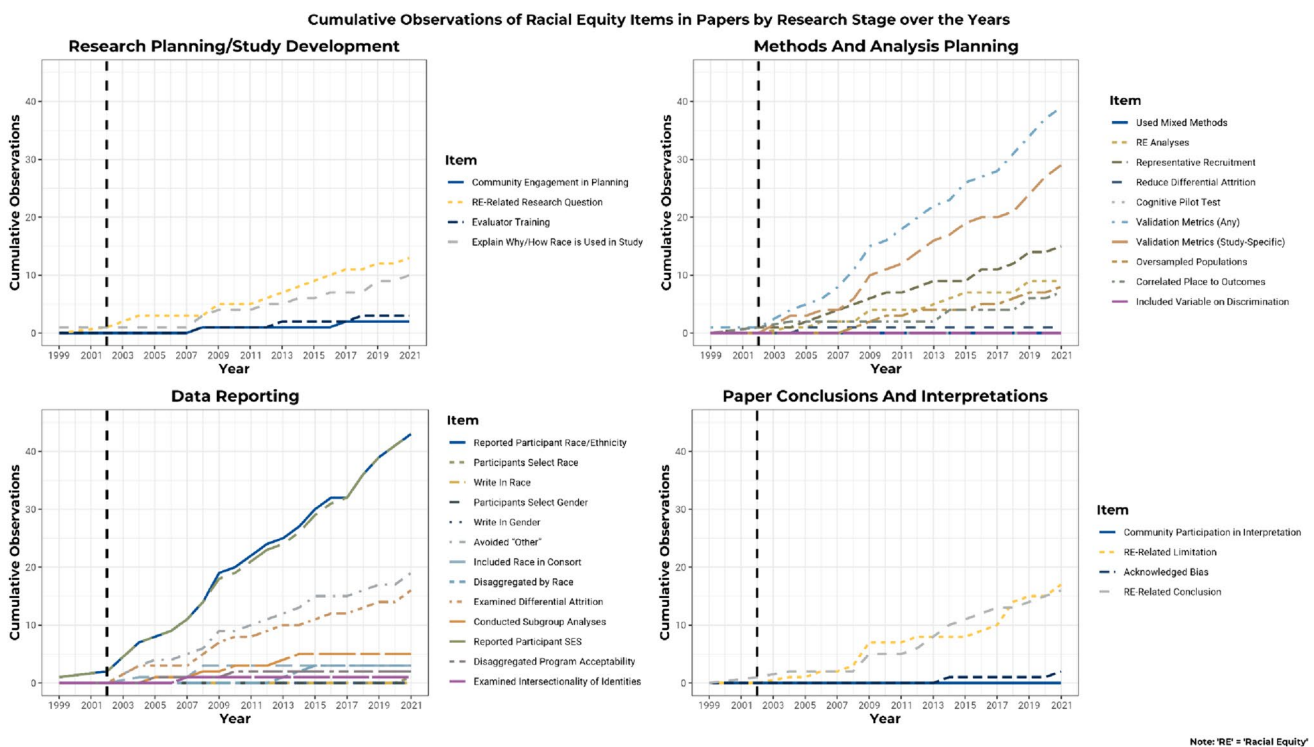 Cumulative Observations of Racial Equity Items in Papers by Research Stage over the Years
Research Planning/Study Development
Cumulative Observations
40
30
20
10
0
1999 2001 2003 2005 2007 2009 2011 2013 2015 2017 2019 2021
Year
Item
Community Engagement in Planning
RE-Related Research Question
Evaluator Training
Explain Why/How Race is Used in Study
Methods And Analysis Planning
Cumulative Observations
40
30
20
10
0
1999 2001 2003 2005 2007 2009 2011 2013 2015 2017 2019 2021
Year
Item
Used Mixed Methods
RE Analyses
Representative Recruitment
Reduce Differential Attrition
Cognitive Pilot Test
Validation Metrics (Any)
Validation Metrics (Study-Specific)
Oversampled Populations
Correlated Place to Outcomes
Included Variable on Discrimination
Data Reporting
Cumulative Observations
40
30
20
10
0
1999 2001 2003 2005 2007 2009 2011 2013 2015 2017 2019 2021
Year
Item
Reported Participant Race/Ethnicity
Participants Select Race
Write In Race
Participants Select Gender
Write In Gender
Avoided “Other”
Included Race in Consort
Disaggregated by Race
Examined Differential Attrition
Conducted Subgroup Analyses
Reported Participant SES
Disaggregated Program Acceptability
Examined Intersectionality of Identities
Paper Conclusions And Interpretations
Cumulative Observations
40
30
20
10
0
1999 2001 2003 2005 2007 2009 2011 2013 2015 2017 2019 2021
Year
Item
Community Participation in Interpretation
RE-Related Limitation
Acknowledged Bias
RE-Related Conclusion
Note: 'RE' = 'Racial Equity'